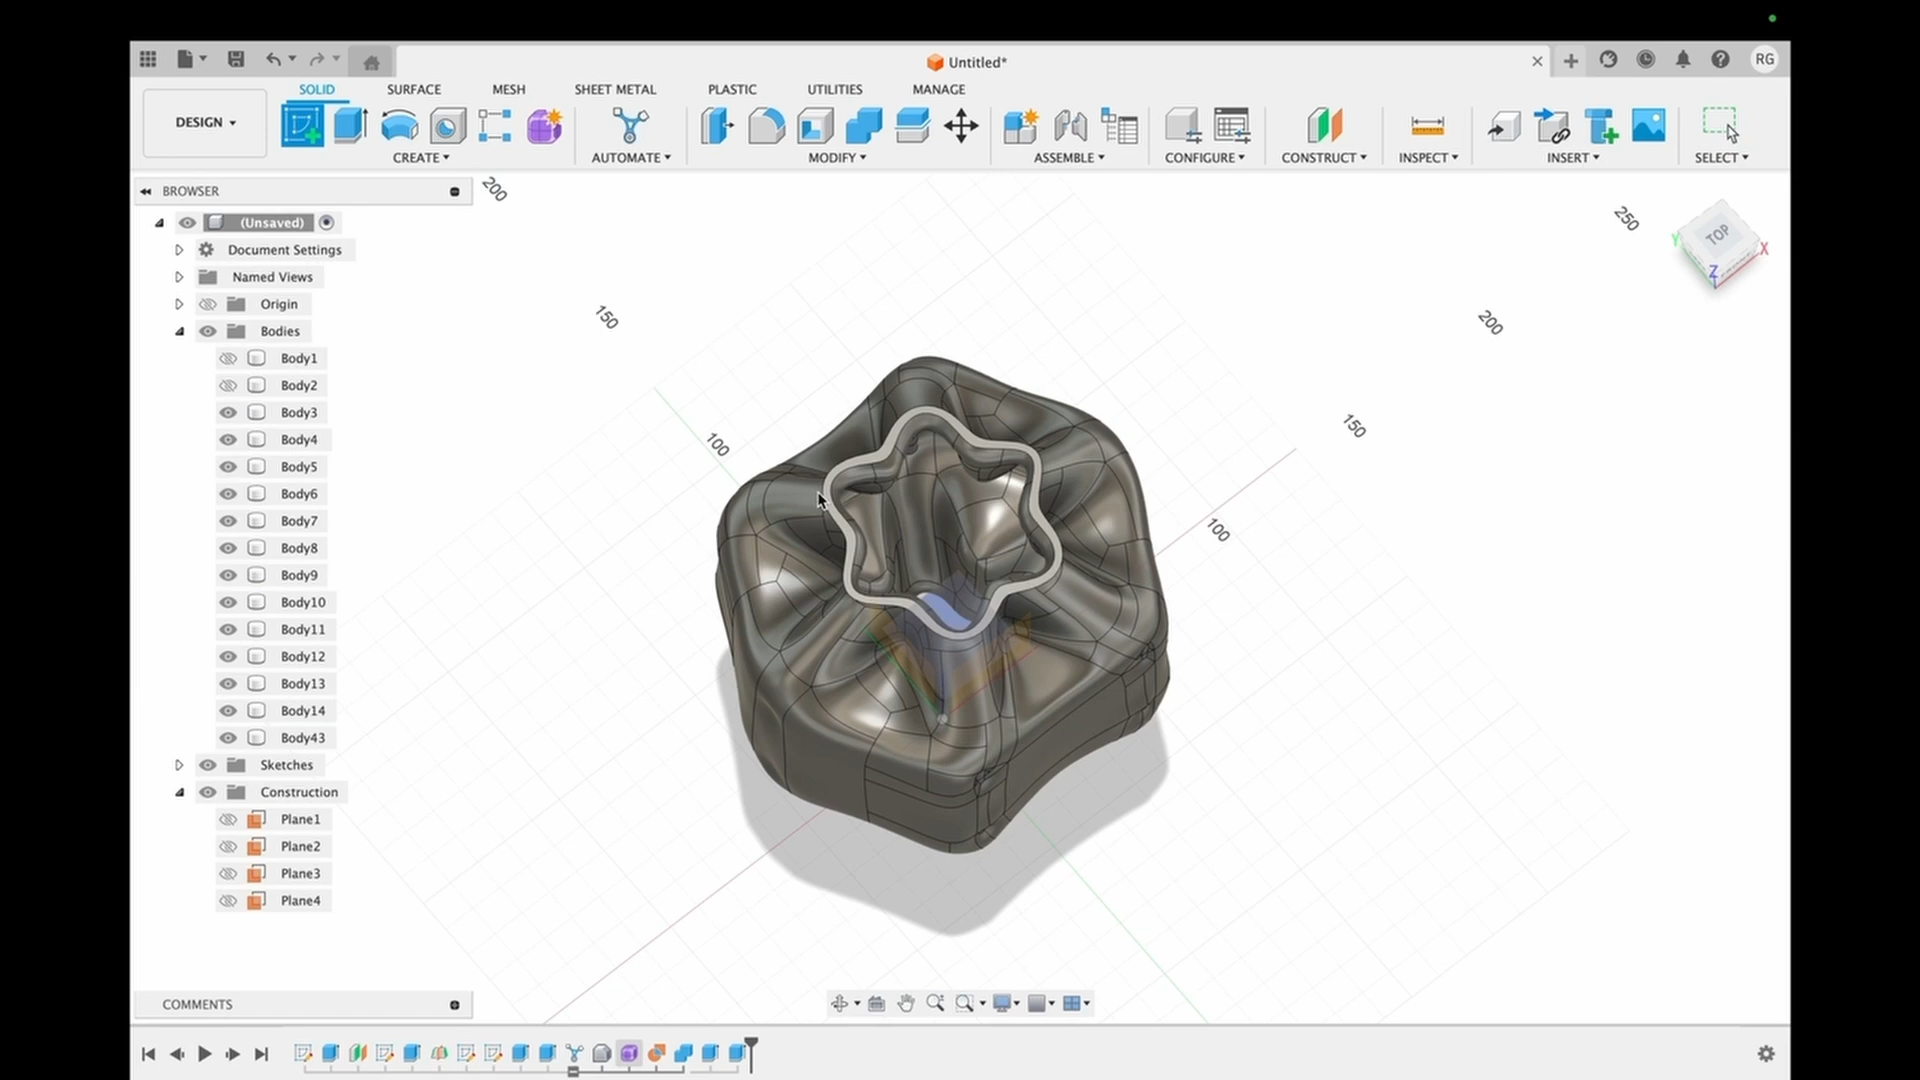 Untitled*
RG
DESIGN
SOLID
SURFACE
MESH
SHEET METAL
PLASTIC
UTILITIES
MANAGE
CREATE
AUTOMATE
MODIFY
ASSEMBLE
CONFIGURE
CONSTRUCT
INSPECT
INSERT
SELECT
BROWSER
(Unsaved)
Document Settings
Named Views
Origin
Bodies
Body1
Body2
Body3
Body4
Body5
Body6
Body7
Body8
Body9
Body10
Body11
Body12
Body13
Body14
Body43
Sketches
Construction
Plane1
Plane2
Plane3
Plane4
200
150
100
250
200
150
100
TOP
Y
X
Z
COMMENTS